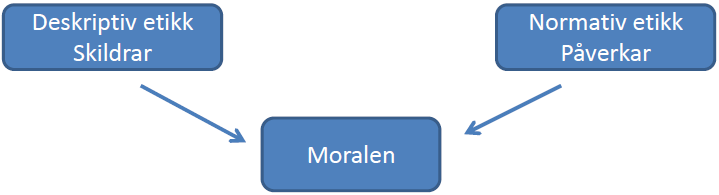 Deskriptiv etikk
Skildrar
Normativ etikk
Påverkar
Moralen